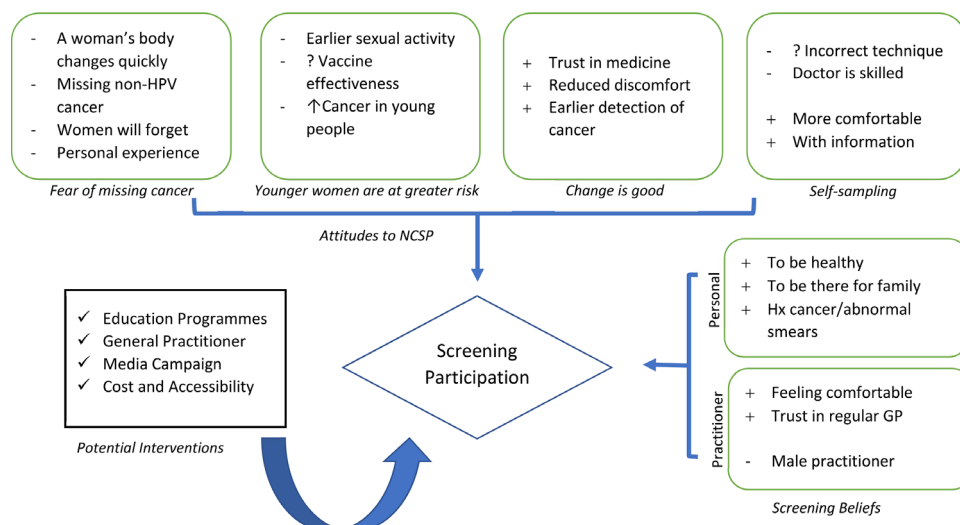 - A woman's body
changes quickly
- Missing non-HPV
cancer
- Women will forget
- Personal experience
Fear of missing cancer
- Earlier sexual activity
- ? Vaccine
effectiveness
- ↑Cancer in young
people
Younger women are at greater risk
+ Trust in medicine
+ Reduced discomfort
+ Earlier detection of
cancer
Change is good
- ? Incorrect technique
- Doctor is skilled
+ More comfortable
+ With information
Self-sampling
Attitudes to NCSP
✓ Education Programmes
✓ General Practitioner
✓ Media Campaign
✓ Cost and Accessibility
Potential Interventions
Screening
Participation
Personal
+ To be healthy
+ To be there for family
+ Hx cancer/abnormal
smears
Practitioner
+ Feeling comfortable
+ Trust in regular GP
- Male practitioner
Screening Beliefs